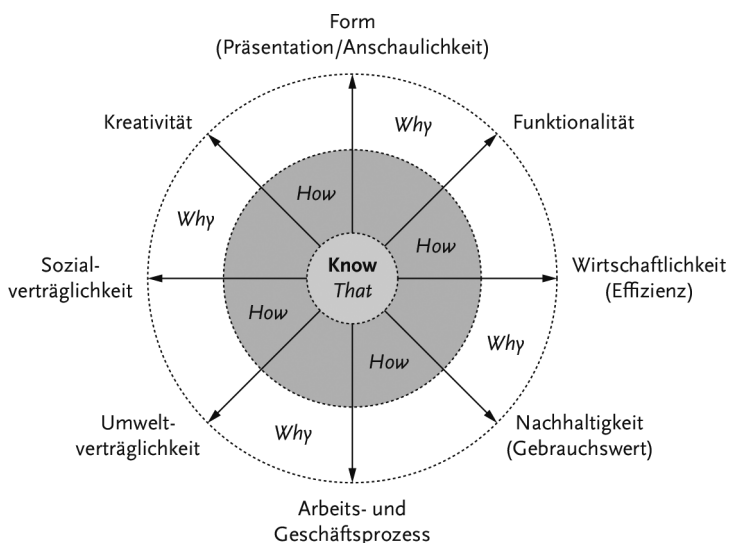 Form
(Präsentation/Anschaulichkeit)
Kreativität
Why
Funktionalität
How
Why
How
Sozial-
verträglichkeit
Know
That
Wirtschaftlichkeit
(Effizienz)
How
Why
How
Umwelt-
verträglichkeit
Why
Nachhaltigkeit
(Gebrauchswert)
Arbeits- und
Geschäftsprozess